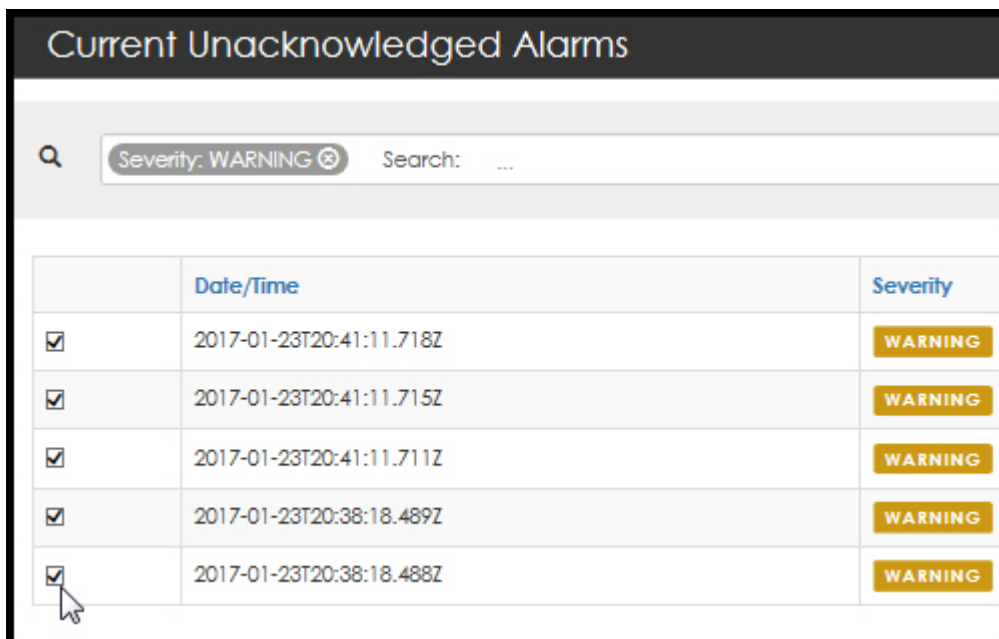 Current Unacknowledged Alarms
Severity: WARNING Search: ...
Date/Time Severity
2017-01-23T20:41:11.718Z WARNING
2017-01-23T20:41:11.715Z WARNING
2017-01-23T20:41:11.711Z WARNING
2017-01-23T20:38:18.489Z WARNING
2017-01-23T20:38:18.488Z WARNING